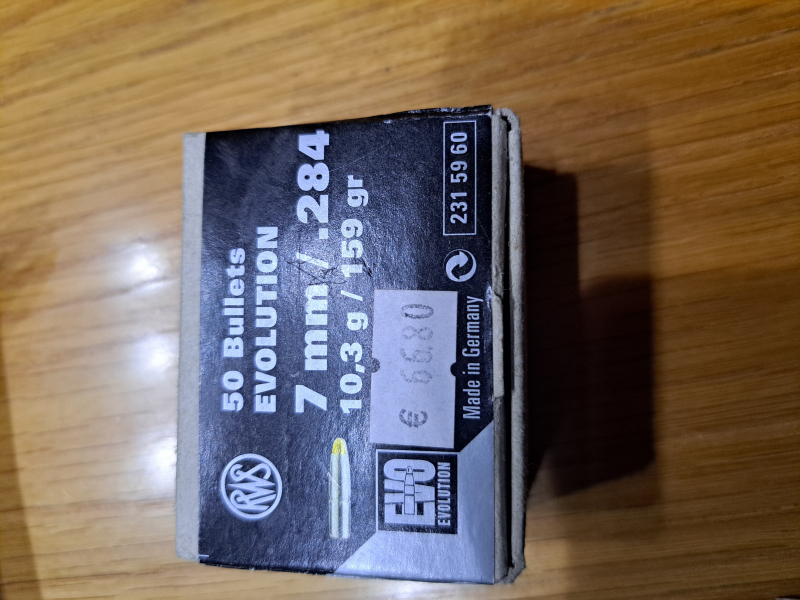 50 Bullets
EVOLUTION
7 mm / .284
10,3 g / 159 gr
RWS
€ 66.80
EVO
EVOLUTION
Made in Germany
231 59 60